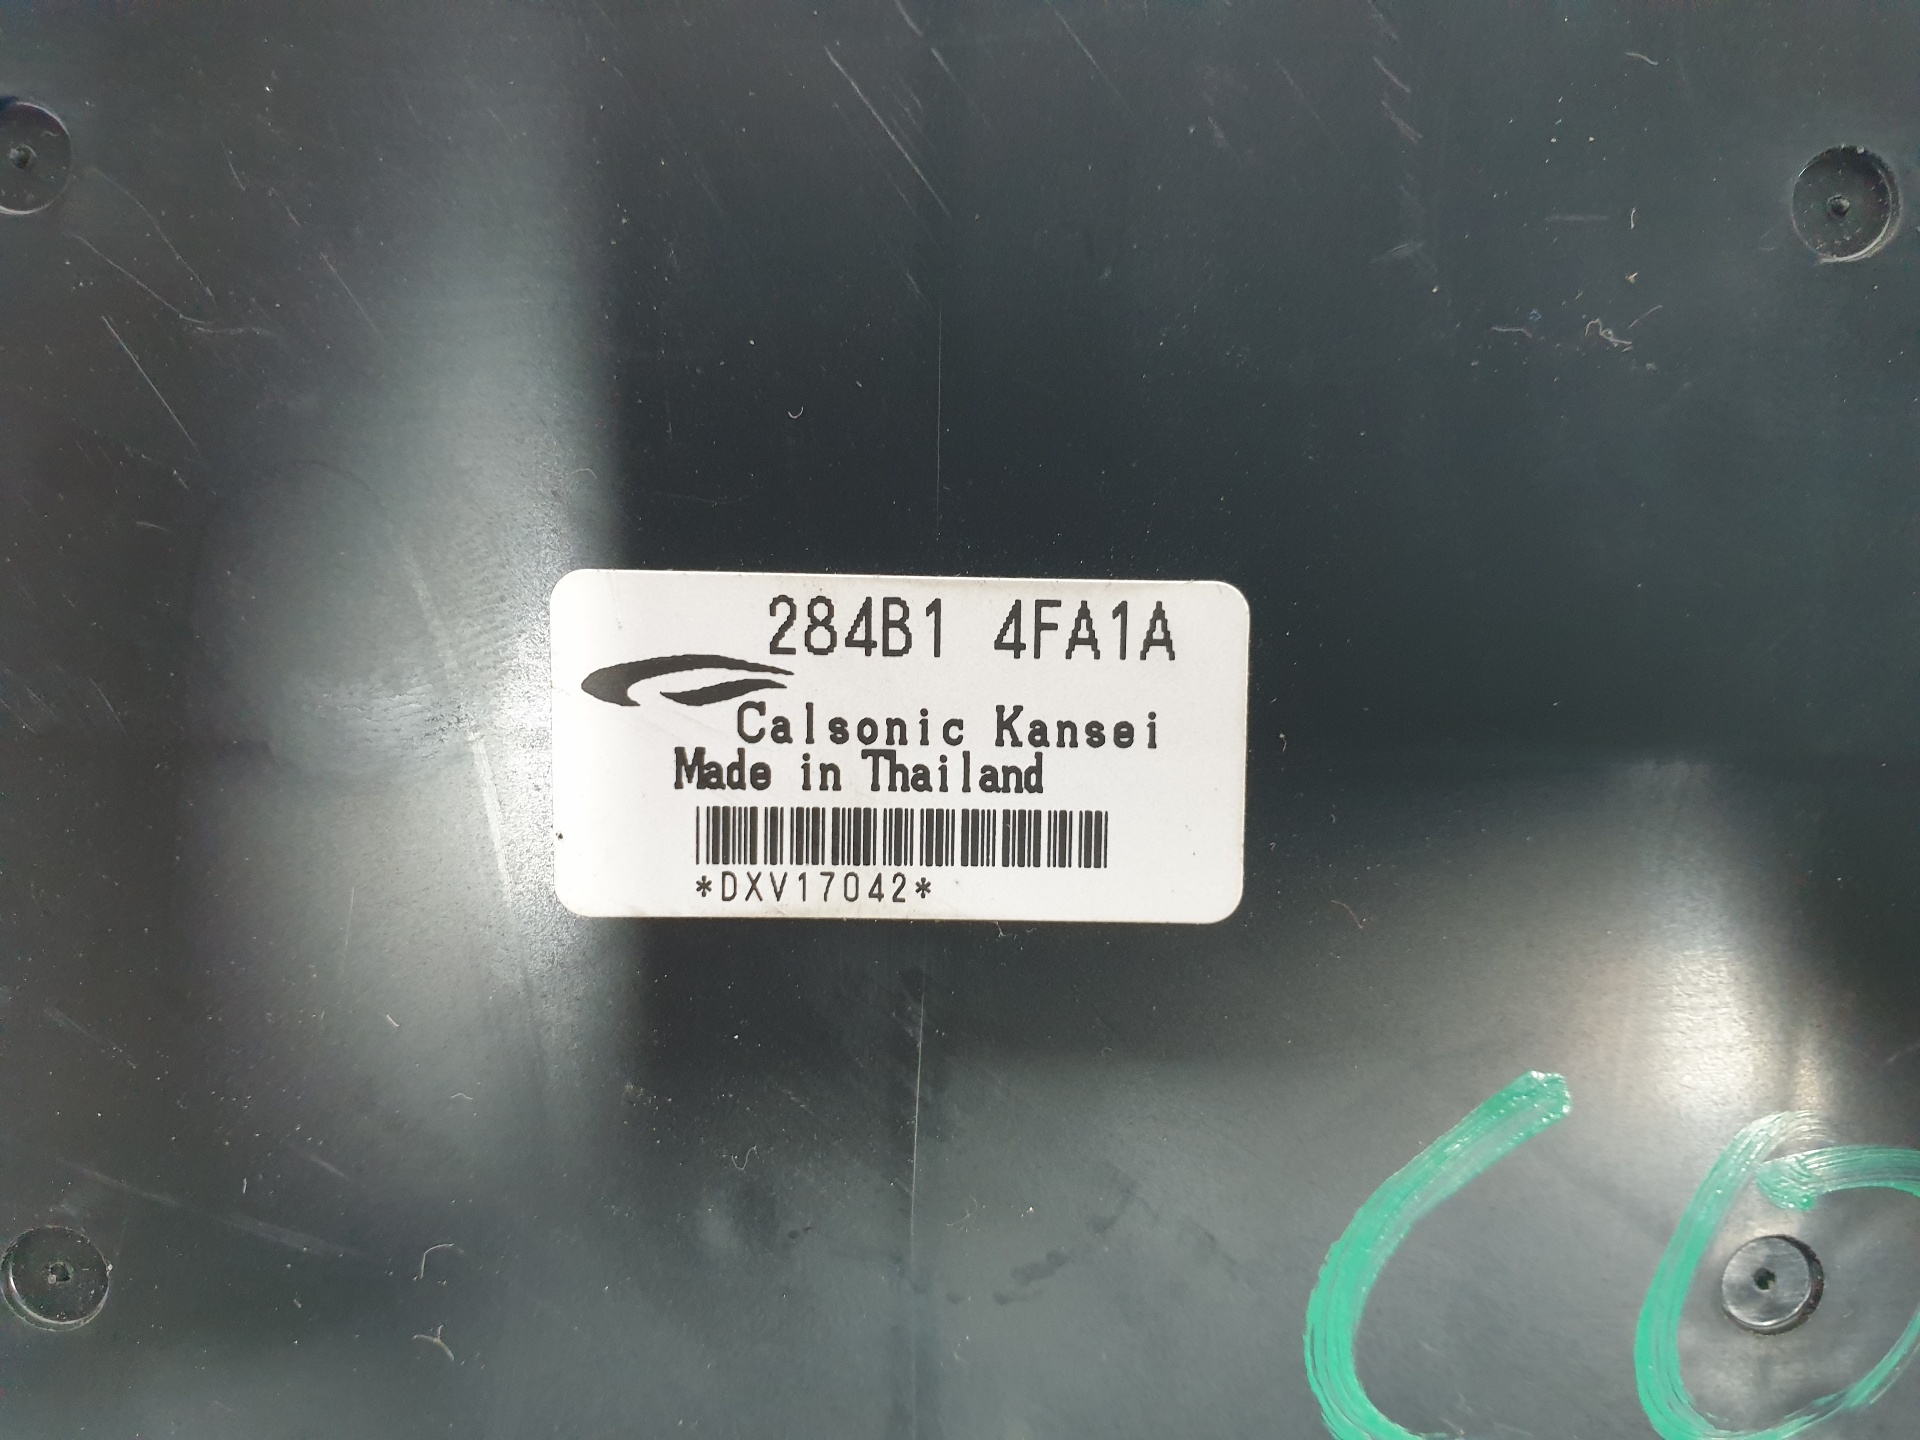 284B1 4FA1A
Calsonic Kansei
Made in Thailand
*DXV17042*